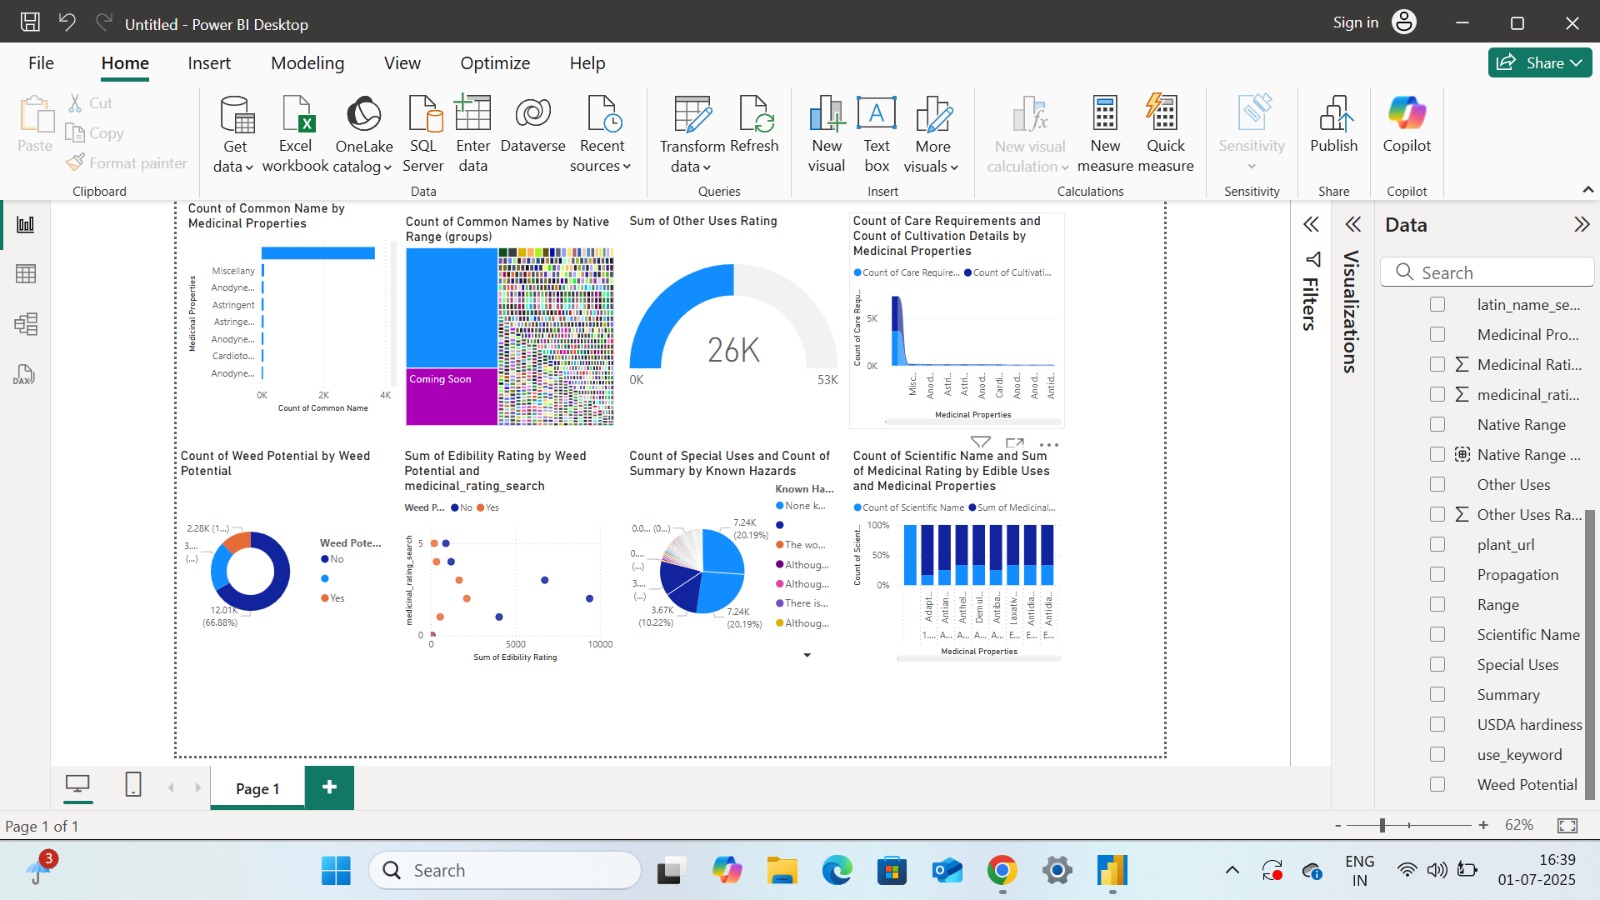 Untitled - Power BI Desktop
Sign in
File Home Insert Modeling View Optimize Help
Share
Paste
Cut
Copy
Format painter
Clipboard
Get data
Excel workbook
OneLake catalog
SQL Server
Enter data
Dataverse
Recent sources
Data
Transform data
Refresh
Queries
New visual
Text box
More visuals
Insert
New visual calculation
New measure
Quick measure
Calculations
Sensitivity
Sensitivity
Publish
Share
Copilot
Copilot
Count of Common Name by
Medicinal Properties
Medicinal Properties
Miscellany
Anodyne...
Astringent
Astringe...
Anodyne...
Cardioto...
Anodyne...
0K 2K 4K
Count of Common Name
Count of Common Names by Native
Range (groups)
Coming Soon
Sum of Other Uses Rating
26K
0K 53K
Count of Care Requirements and
Count of Cultivation Details by
Medicinal Properties
Count of Care Require... Count of Cultivati...
Count of Care Requ...
5K
0K
Misc...
Anod...
Astri...
Astri...
Anod...
Cardi...
Anod...
Anod...
Antid...
Medicinal Properties
Count of Weed Potential by Weed
Potential
2.28K (1...)
3....
(...)
12.01K
(66.88%)
Weed Pote...
No
Yes
Sum of Edibility Rating by Weed
Potential and
medicinal_rating_search
Weed P... No Yes
medicinal_rating_search
5
0
0 5000 10000
Sum of Edibility Rating
Count of Special Uses and Count of
Summary by Known Hazards
0.0... (0...)
0....
(...)
3....
(...)
3.67K
(10.22%)
7.24K
(20.19%)
7.24K
(20.19%)
Known Ha...
None k...
The wo...
Althoug...
Althoug...
There is...
Althoug...
Count of Scientific Name and Sum
of Medicinal Rating by Edible Uses
and Medicinal Properties
Count of Scientific Name Sum of Medicinal...
Count of Scient...
100%
50%
0%
Adapt...
Antian...
Anthel...
Demul...
Antiba...
Laxativ...
Antidia...
Antidia...
1.... A... A... A... A... E... E... E...
Medicinal Properties
Filters
Visualizations
Data
Search
latin_name_se...
Medicinal Pro...
Medicinal Rati...
medicinal_rati...
Native Range
Native Range ...
Other Uses
Other Uses Ra...
plant_url
Propagation
Range
Scientific Name
Special Uses
Summary
USDA hardiness
use_keyword
Weed Potential
Page 1
Page 1 of 1
62%
3
Search
ENG
IN
16:39
01-07-2025